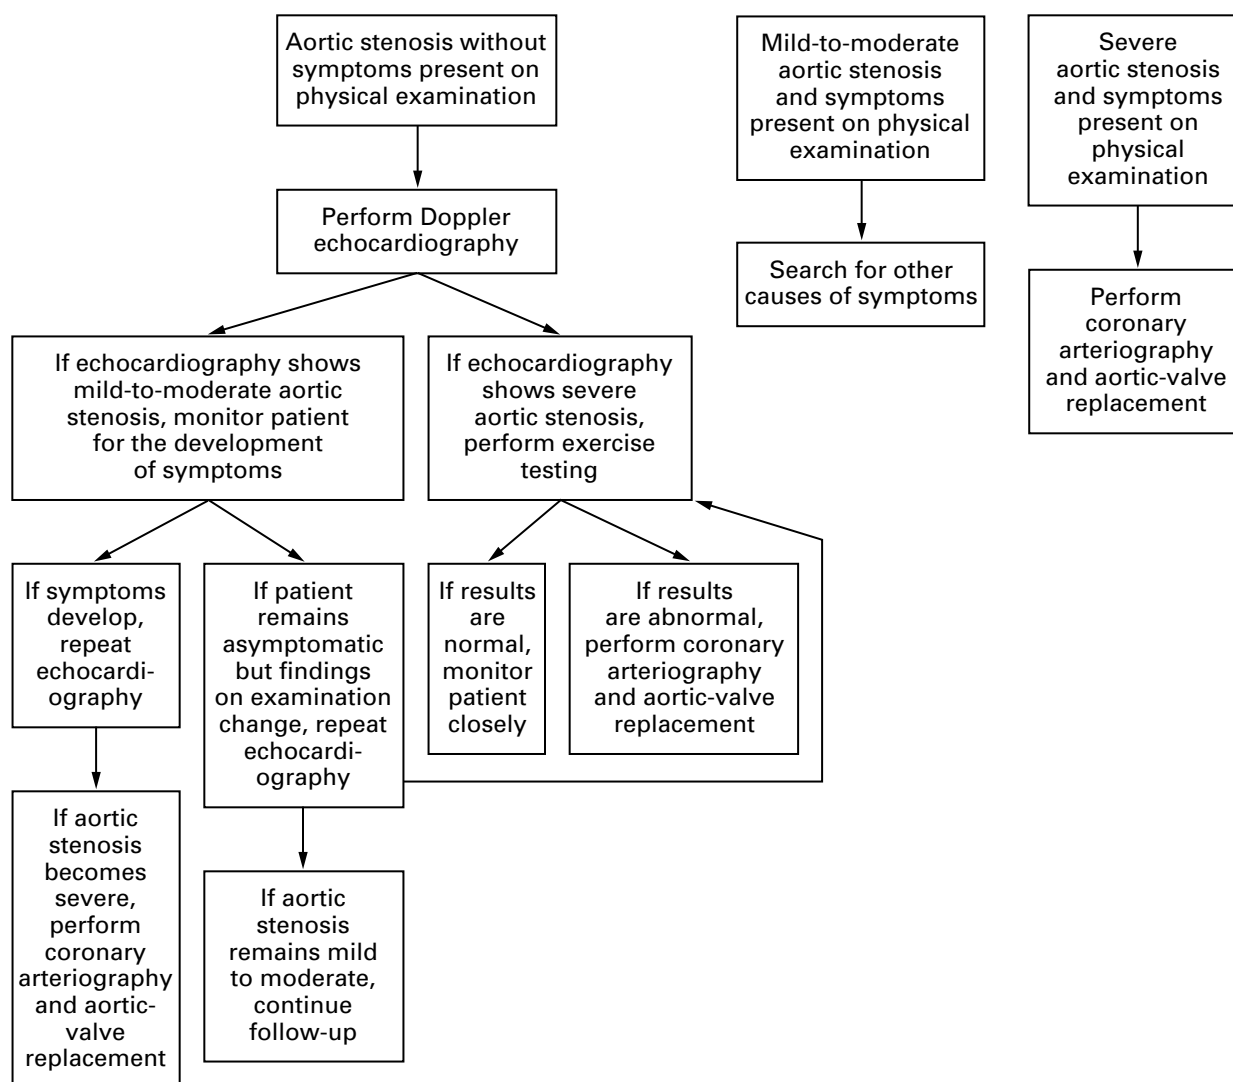 Aortic stenosis without
symptoms present on
physical examination
Perform Doppler
echocardiography
If echocardiography shows
mild-to-moderate aortic
stenosis, monitor patient
for the development
of symptoms
If echocardiography
shows severe
aortic stenosis,
perform exercise
testing
If symptoms
develop,
repeat
echocardi-
ography
If patient
remains
asymptomatic
but findings
on examination
change, repeat
echocardi-
ography
If results
are
normal,
monitor
patient
closely
If results
are abnormal,
perform coronary
arteriography
and aortic-valve
replacement
If aortic
stenosis
becomes
severe,
perform
coronary
arteriography
and aortic-
valve
replacement
If aortic
stenosis
remains mild
to moderate,
continue
follow-up
Mild-to-moderate
aortic stenosis
and symptoms
present on physical
examination
Search for other
causes of symptoms
Severe
aortic stenosis
and symptoms
present on
physical
examination
Perform
coronary
arteriography
and aortic-valve
replacement